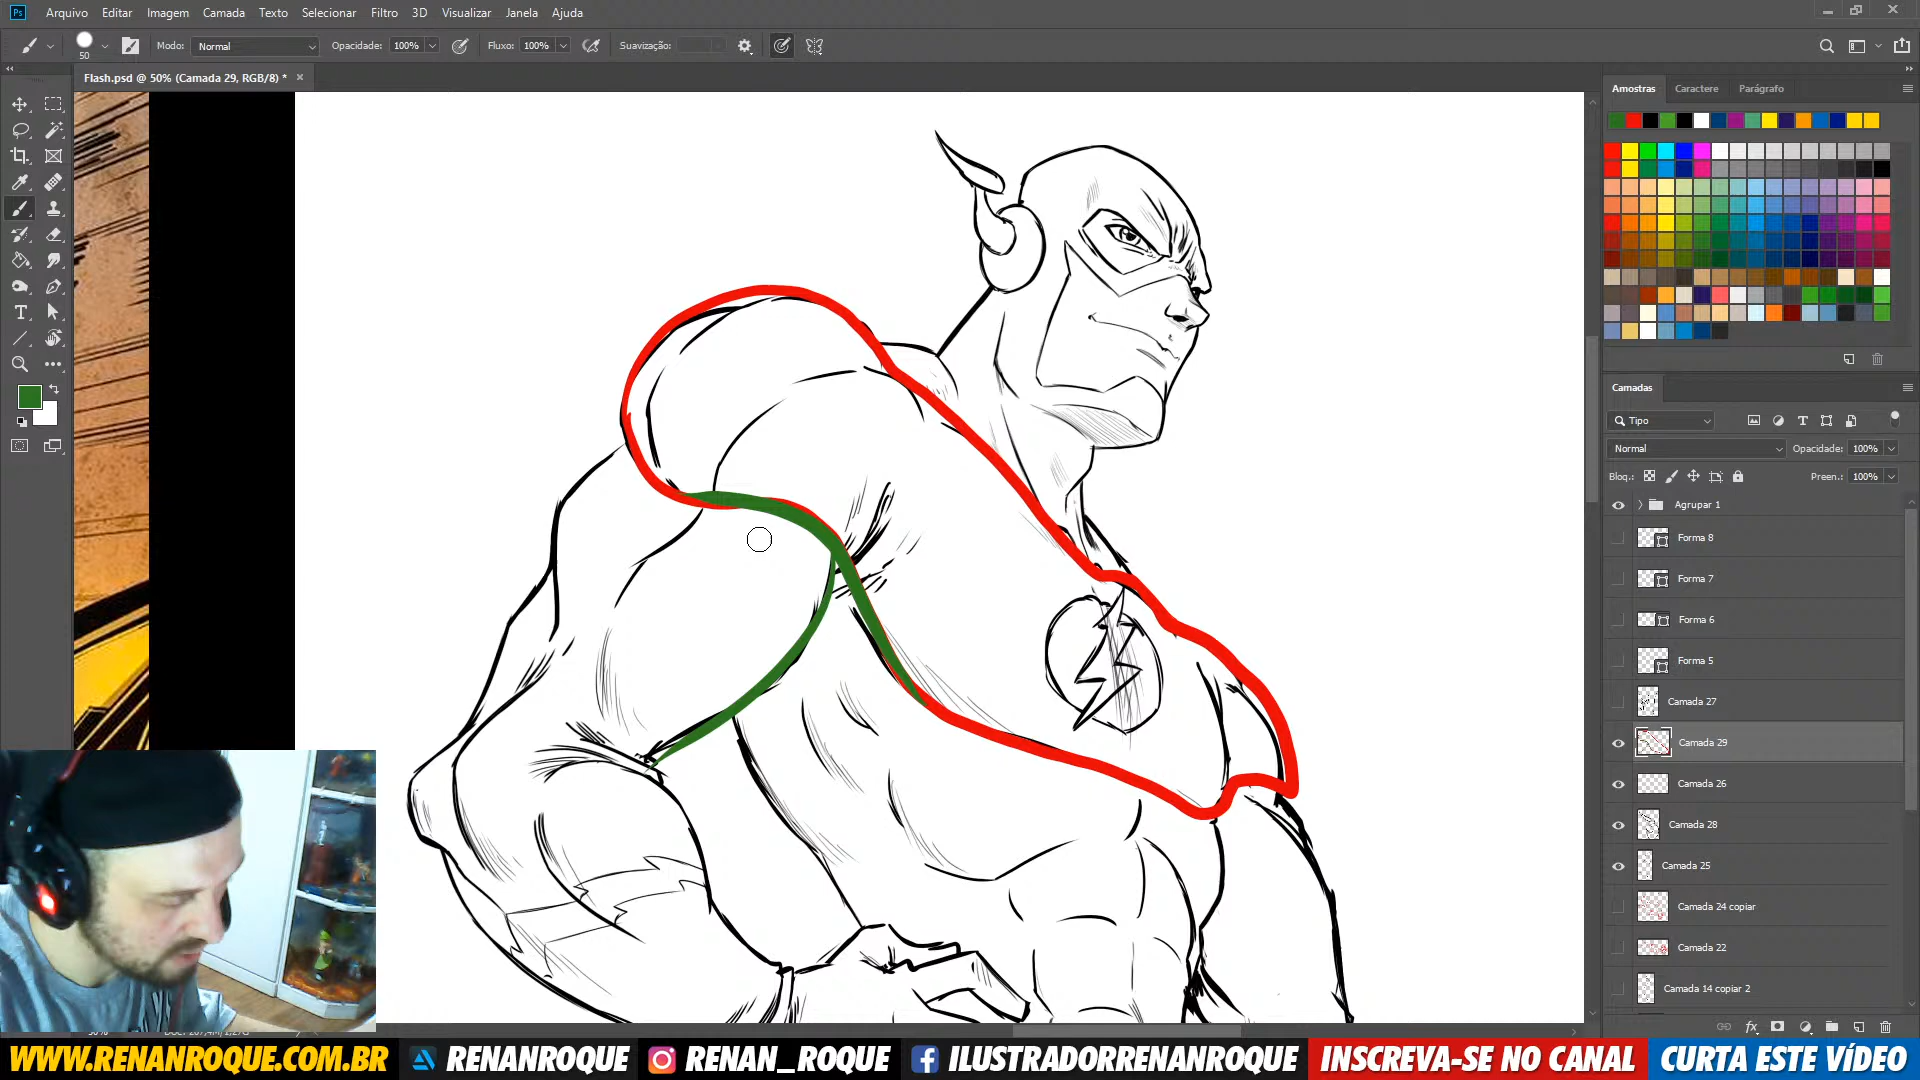 Ps Arquivo Editar Imagem Camada Texto Selecionar Filtro 3D Visualizar Janela Ajuda
50 Modo: Normal Opacidade: 100% Fluxo: 100% Suavização:
Flash.psd @ 50% (Camada 29, RGB/8) *
Amostras Caractere Parágrafo
Camadas
Tipo
Normal Opacidade: 100%
Bloq.: Preen.: 100%
Agrupar 1
Forma 8
Forma 7
Forma 6
Forma 5
Camada 27
Camada 29
Camada 26
Camada 28
Camada 25
Camada 24 copiar
Camada 22
Camada 14 copiar 2
WWW.RENANROQUE.COM.BR RENANROQUE RENAN_ROQUE ILUSTRADORRENANROQUE INSCREVA-SE NO CANAL CURTA ESTE VÍDEO